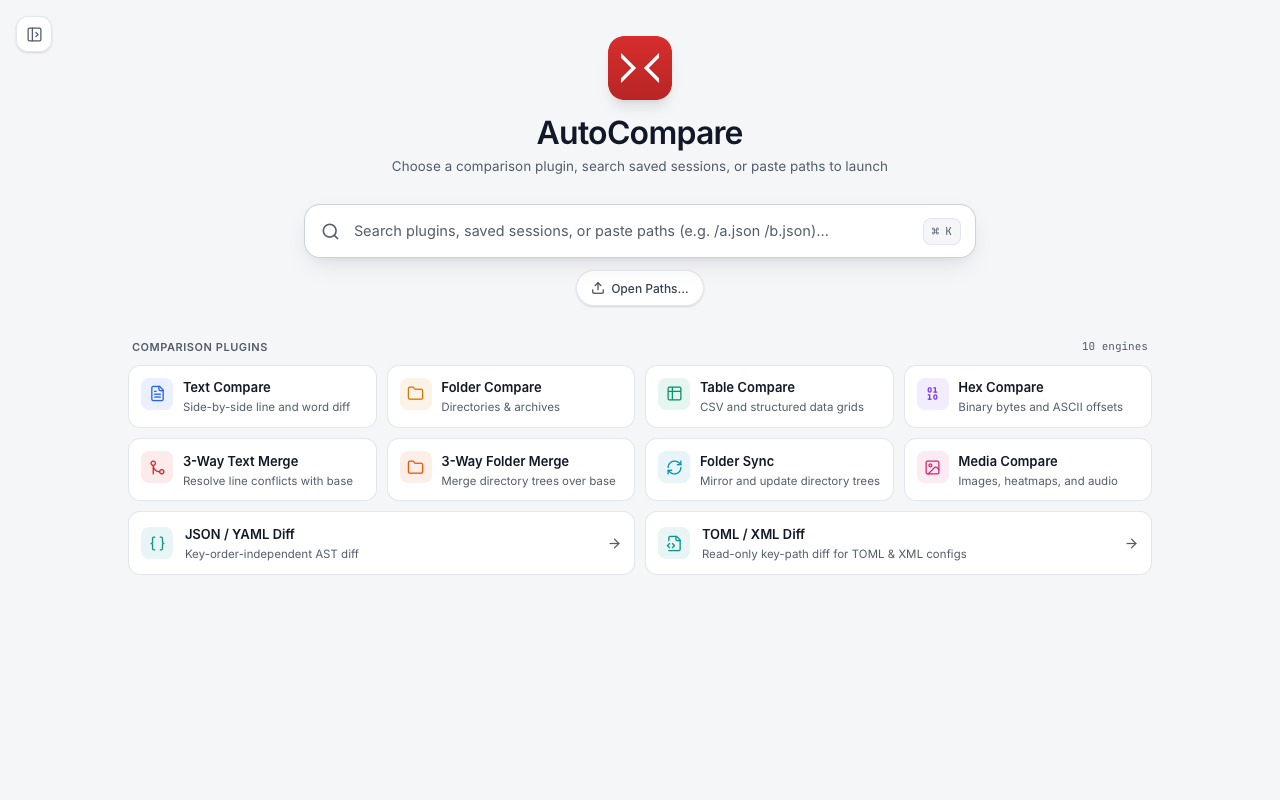 AutoCompare
Choose a comparison plugin, search saved sessions, or paste paths to launch
Search plugins, saved sessions, or paste paths (e.g. /a.json /b.json)...
⌘ K
Open Paths...
COMPARISON PLUGINS
10 engines
Text Compare
Side-by-side line and word diff
Folder Compare
Directories & archives
Table Compare
CSV and structured data grids
01
10
Hex Compare
Binary bytes and ASCII offsets
3-Way Text Merge
Resolve line conflicts with base
3-Way Folder Merge
Merge directory trees over base
Folder Sync
Mirror and update directory trees
Media Compare
Images, heatmaps, and audio
JSON / YAML Diff
Key-order-independent AST diff
TOML / XML Diff
Read-only key-path diff for TOML & XML configs